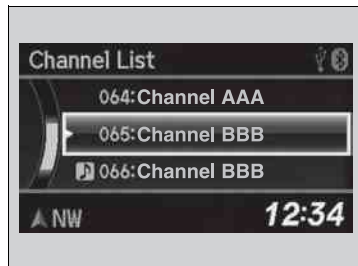 Channel List
064:Channel AAA
065:Channel BBB
066:Channel BBB
NW 12:34